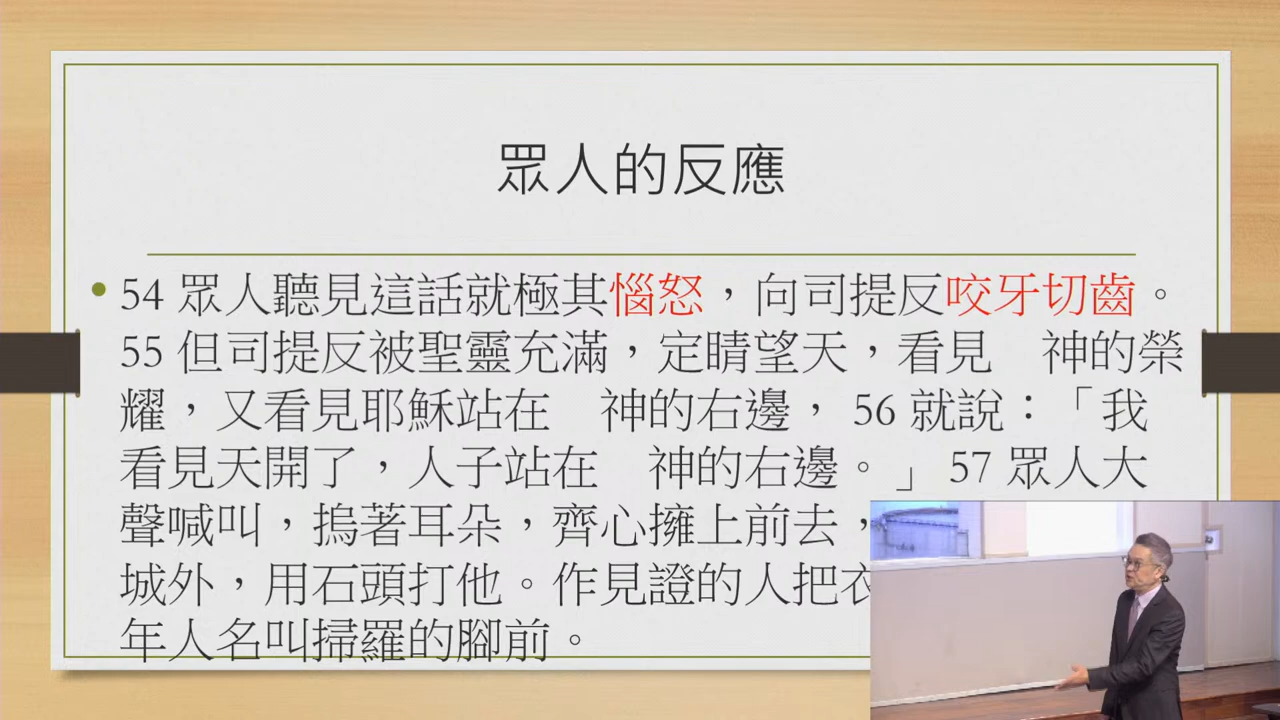 眾人的反應
54 眾人聽見這話就極其惱怒，向司提反咬牙切齒。
55 但司提反被聖靈充滿，定睛望天，看見　神的榮
耀，又看見耶穌站在　神的右邊， 56 就說：「我
看見天開了，人子站在　神的右邊。」 57 眾人大
聲喊叫，摀著耳朵，齊心擁上前去，
城外，用石頭打他。作見證的人把衣
年人名叫掃羅的腳前。